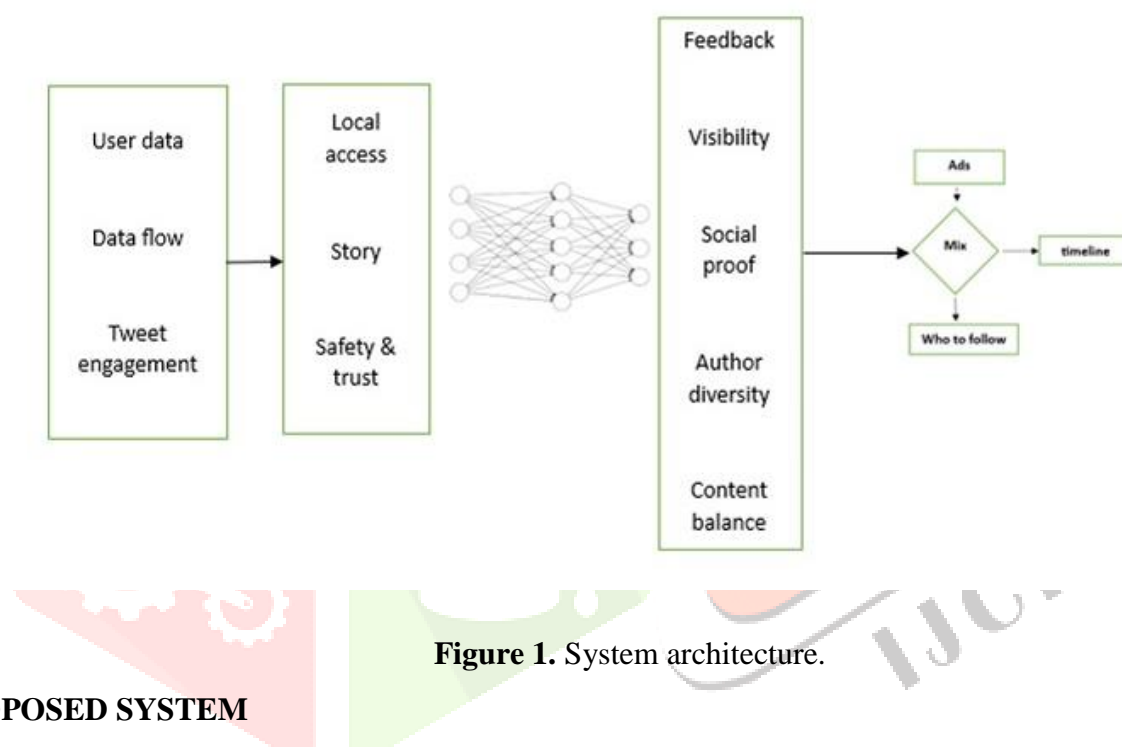 User data
Data flow
Tweet
engagement
Local
access
Story
Safety &
trust
Feedback
Visibility
Social
proof
Author
diversity
Content
balance
Ads
Mix
timeline
Who to follow
Figure 1. System architecture.
POSED SYSTEM